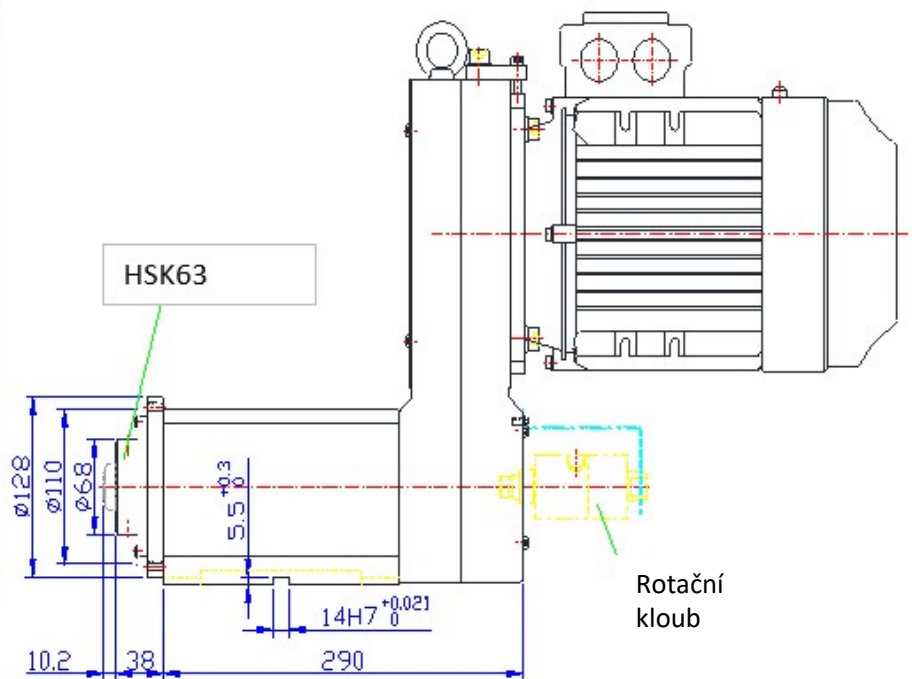 HSK63
ø128
ø110
ø68
5.5 +0.3 0
14H7 +0.021 0
Rotační
kloub
10.2 38 290